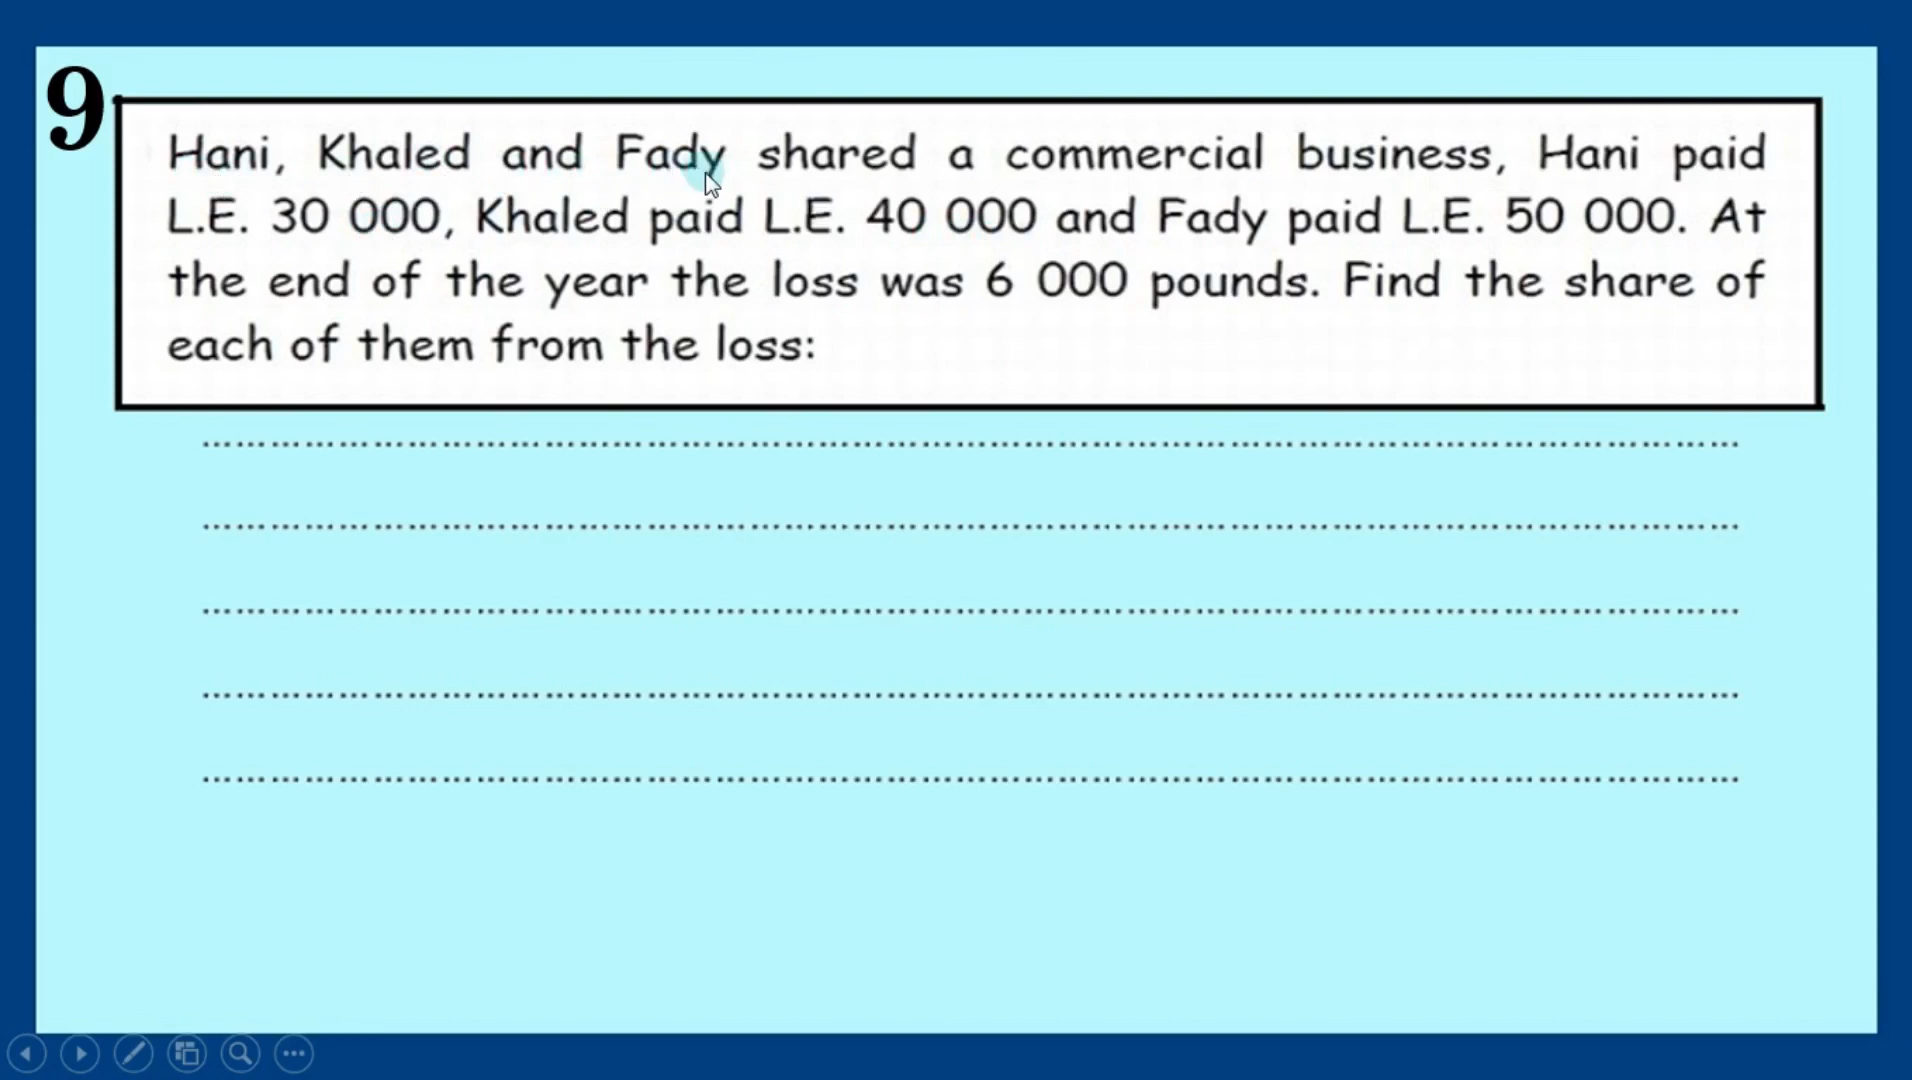 9
Hani, Khaled and Fady shared a commercial business, Hani paid
L.E. 30 000, Khaled paid L.E. 40 000 and Fady paid L.E. 50 000. At
the end of the year the loss was 6 000 pounds. Find the share of
each of them from the loss: